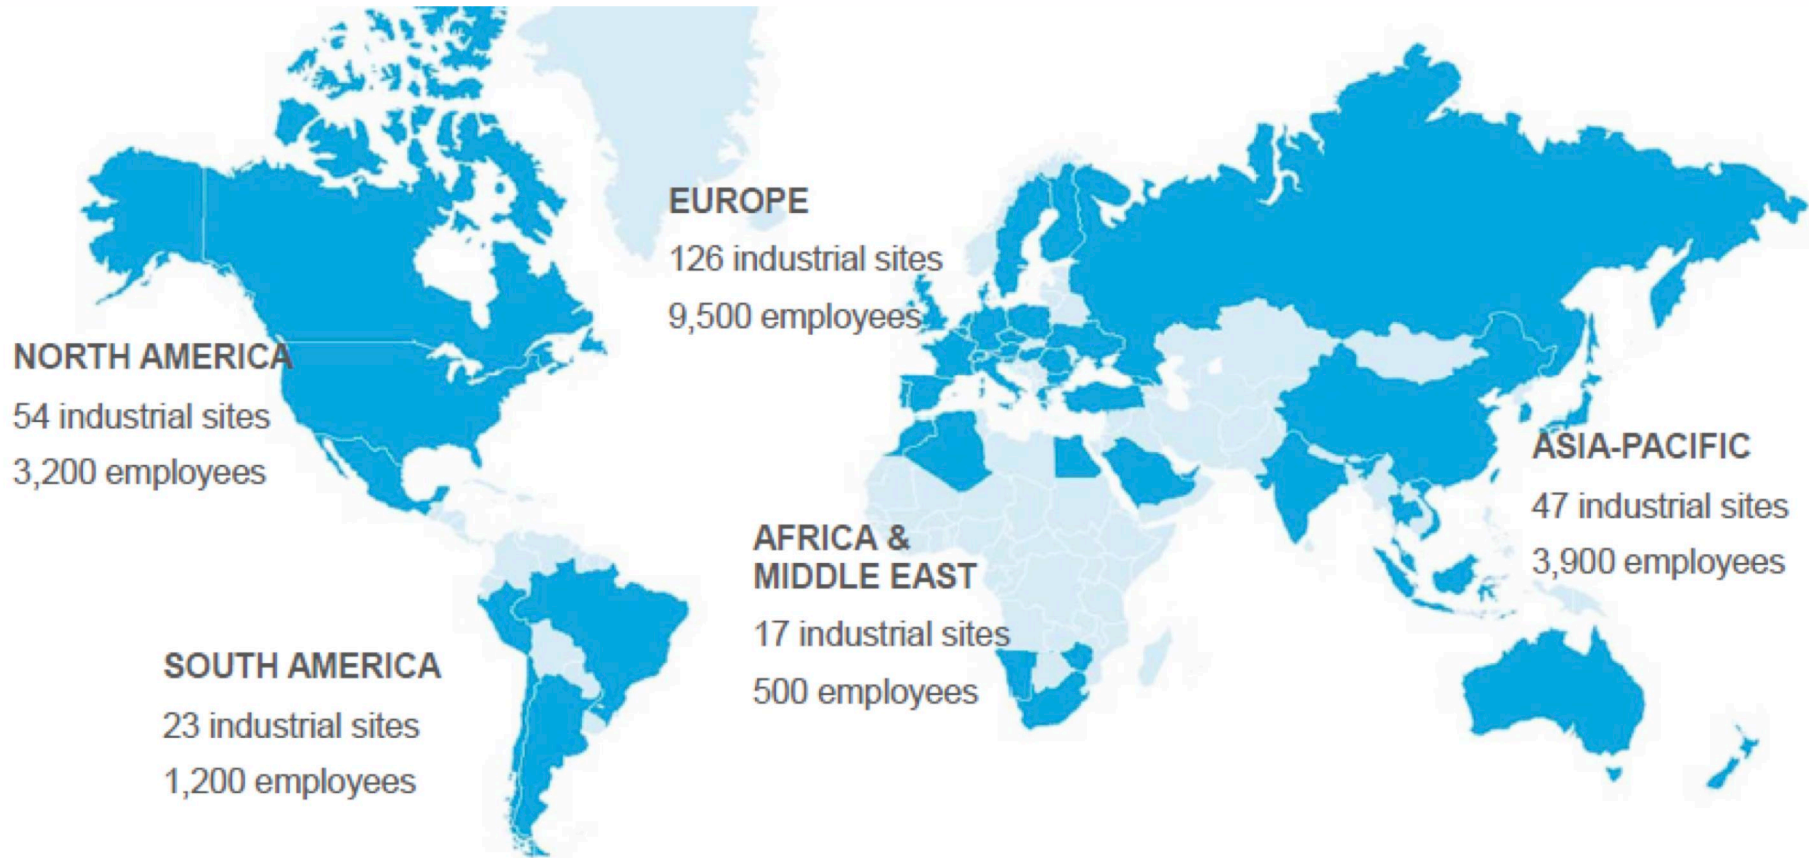 EUROPE
126 industrial sites
9,500 employees
NORTH AMERICA
54 industrial sites
3,200 employees
ASIA-PACIFIC
47 industrial sites
3,900 employees
AFRICA &
MIDDLE EAST
17 industrial sites
500 employees
SOUTH AMERICA
23 industrial sites
1,200 employees